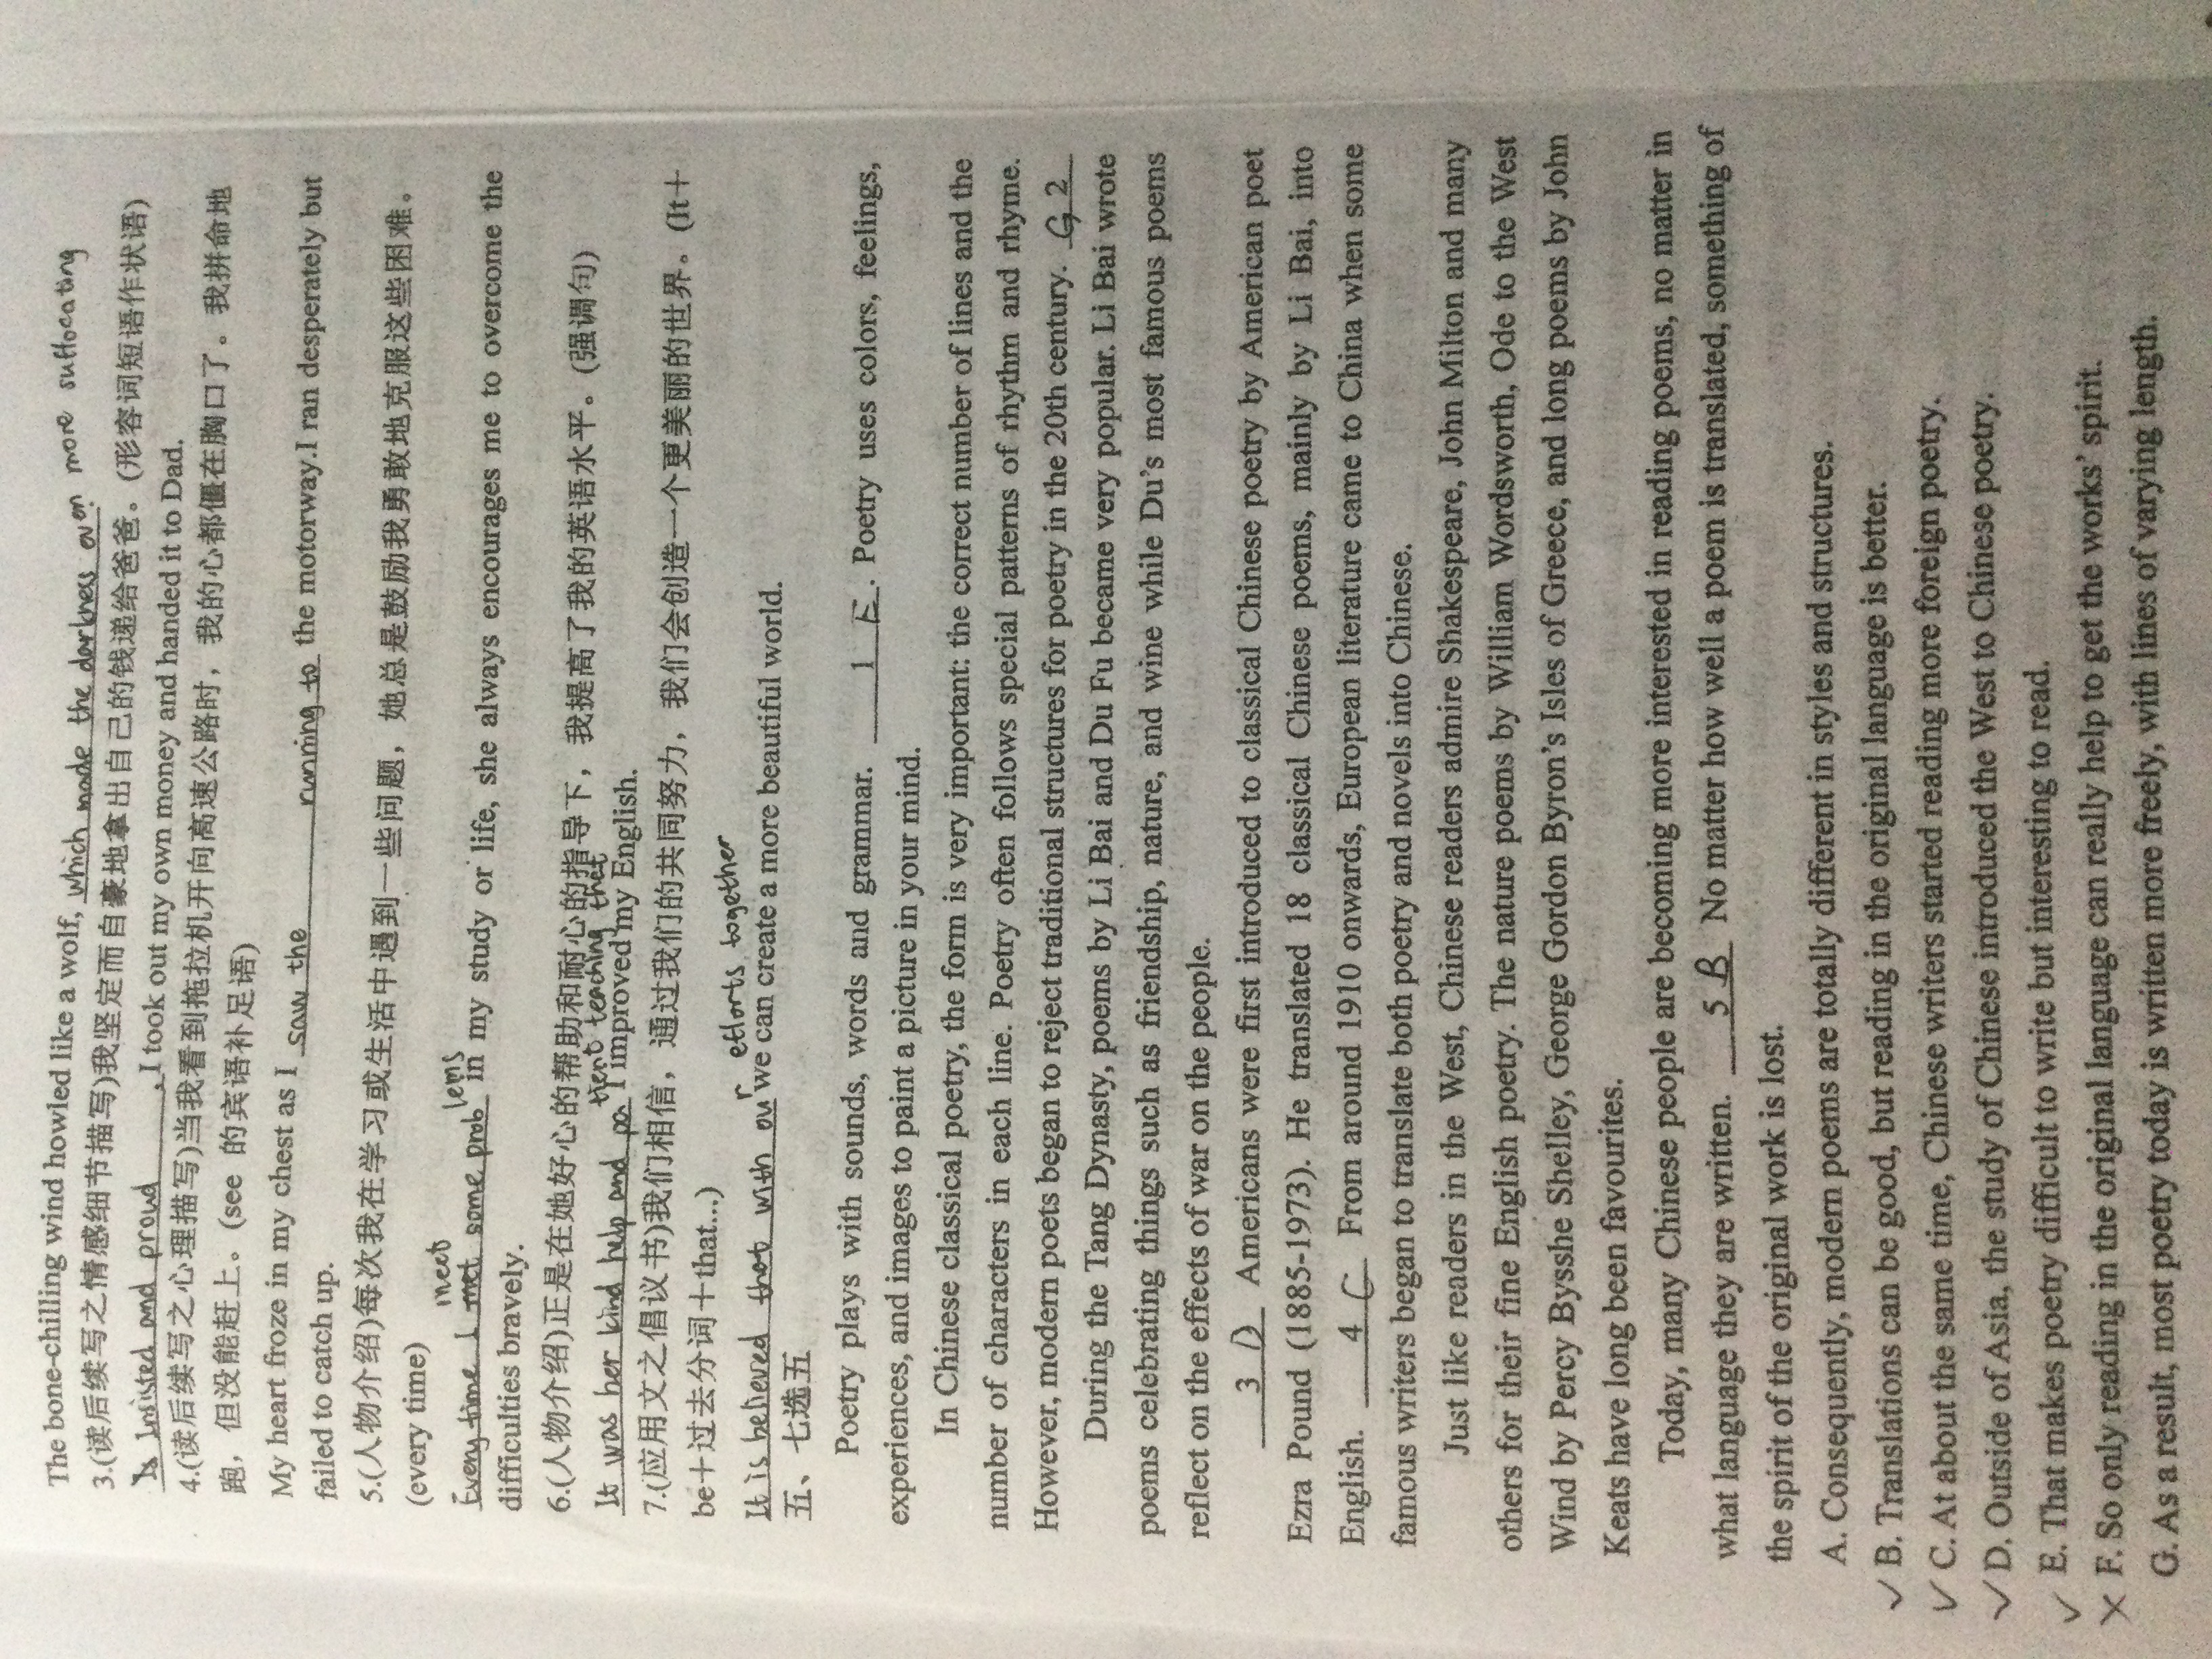 The bone-chilling wind howled like a wolf, which made the darkness even more suffocating.
3.(读后续写之情感细节描写)我坚定而自豪地拿出自己的钱递给爸爸。(形容词短语作状语)
Insisted and proud , I took out my own money and handed it to Dad.
4.(读后续写之心理描写)当我看到拖拉机开向高速公路时，我的心都僵在胸口了。我拼命地
跑，但没能赶上。(see 的宾语补足语)
My heart froze in my chest as I saw the running to the motorway.I ran desperately but
failed to catch up.
5.(人物介绍)每次我在学习或生活中遇到一些问题，她总是鼓励我勇敢地克服这些困难。
(every time)
Every time I meet some problems in my study or life, she always encourages me to overcome the
difficulties bravely.
6.(人物介绍)正是在她好心的帮助和耐心的指导下，我提高了我的英语水平。(强调句)
It was her kind help and patient teaching that I improved my English.
7.(应用文之倡议书)我们相信，通过我们的共同努力，我们会创造一个更美丽的世界。(It＋
be＋过去分词＋that...)
It is believed that with our efforts together we can create a more beautiful world.
五、七选五
Poetry plays with sounds, words and grammar. 1 E. Poetry uses colors, feelings,
experiences, and images to paint a picture in your mind.
In Chinese classical poetry, the form is very important: the correct number of lines and the
number of characters in each line. Poetry often follows special patterns of rhythm and rhyme.
However, modern poets began to reject traditional structures for poetry in the 20th century. G 2
During the Tang Dynasty, poems by Li Bai and Du Fu became very popular. Li Bai wrote
poems celebrating things such as friendship, nature, and wine while Du's most famous poems
reflect on the effects of war on the people.
3 D Americans were first introduced to classical Chinese poetry by American poet
Ezra Pound (1885-1973). He translated 18 classical Chinese poems, mainly by Li Bai, into
English. 4 C From around 1910 onwards, European literature came to China when some
famous writers began to translate both poetry and novels into Chinese.
Just like readers in the West, Chinese readers admire Shakespeare, John Milton and many
others for their fine English poetry. The nature poems by William Wordsworth, Ode to the West
Wind by Percy Bysshe Shelley, George Gordon Byron's Isles of Greece, and long poems by John
Keats have long been favourites.
Today, many Chinese people are becoming more interested in reading poems, no matter in
what language they are written. 5 B No matter how well a poem is translated, something of
the spirit of the original work is lost.
A. Consequently, modern poems are totally different in styles and structures.
✓ B. Translations can be good, but reading in the original language is better.
✓ C. At about the same time, Chinese writers started reading more foreign poetry.
✓ D. Outside of Asia, the study of Chinese introduced the West to Chinese poetry.
✓ E. That makes poetry difficult to write but interesting to read.
× F. So only reading in the original language can really help to get the works' spirit.
G. As a result, most poetry today is written more freely, with lines of varying length.